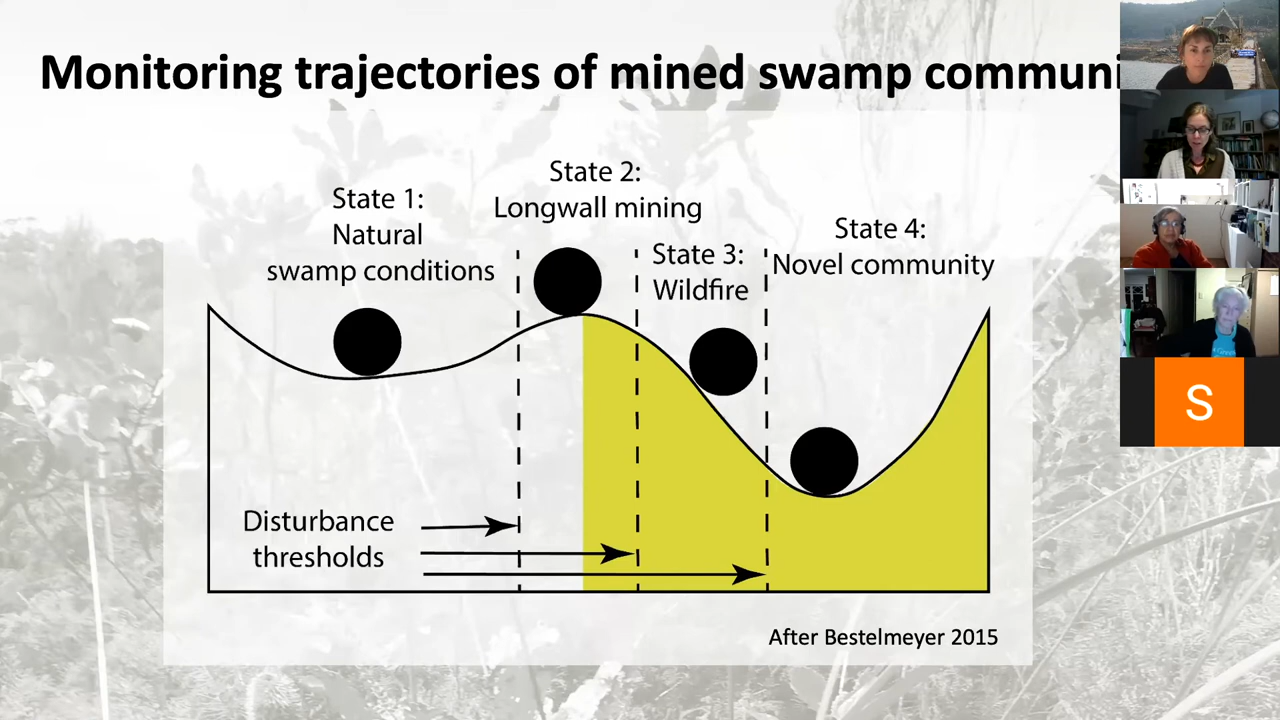 Monitoring trajectories of mined swamp communi
State 1:
Natural
swamp conditions
State 2:
Longwall mining
State 3:
Wildfire
State 4:
Novel community
Disturbance
thresholds
After Bestelmeyer 2015
S